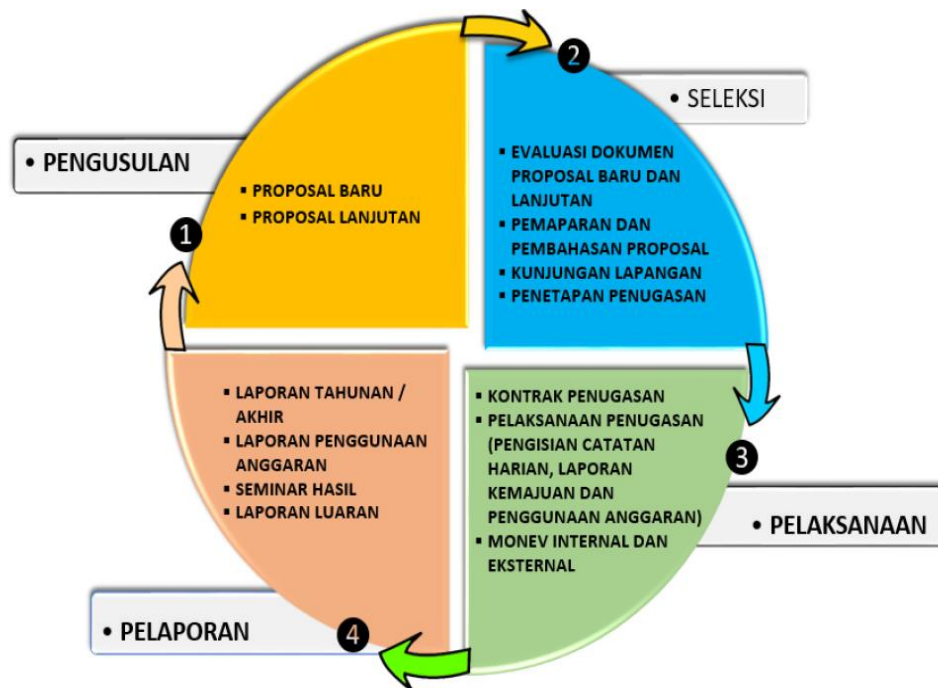 1
• PENGUSULAN
▪ PROPOSAL BARU
▪ PROPOSAL LANJUTAN
2
• SELEKSI
▪ EVALUASI DOKUMEN
PROPOSAL BARU DAN
LANJUTAN
▪ PEMAPARAN DAN
PEMBAHASAN PROPOSAL
▪ KUNJUNGAN LAPANGAN
▪ PENETAPAN PENUGASAN
3
• PELAKSANAAN
▪ KONTRAK PENUGASAN
▪ PELAKSANAAN PENUGASAN
(PENGISIAN CATATAN
HARIAN, LAPORAN
KEMAJUAN DAN
PENGGUNAAN ANGGARAN)
▪ MONEV INTERNAL DAN
EKSTERNAL
4
• PELAPORAN
▪ LAPORAN TAHUNAN /
AKHIR
▪ LAPORAN PENGGUNAAN
ANGGARAN
▪ SEMINAR HASIL
▪ LAPORAN LUARAN